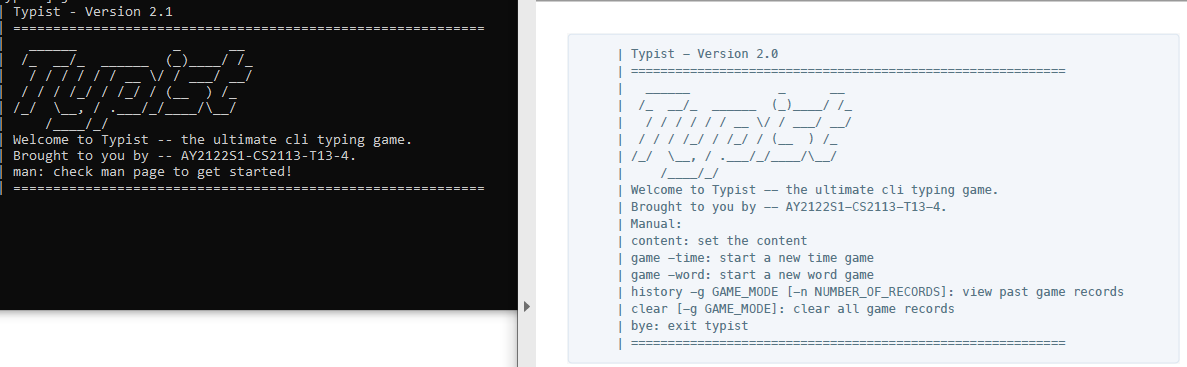 Typist - Version 2.1
==========================================================
  ______            _      __
 /_  __/_  ______  (_)____/ /_
  / / / / / / __ \/ / ___/ __/
 / / / /_/ / /_/ / (__  ) /_
/_/  \__, / .___/_/____/\__/
    /____/_/
Welcome to Typist -- the ultimate cli typing game.
Brought to you by -- AY2122S1-CS2113-T13-4.
man: check man page to get started!
==========================================================
| Typist – Version 2.0
| ==========================================================
|   ______            _      __
|  /_  __/_  ______  (_)____/ /_
|   / / / / / / __ \/ / ___/ __/
|  / / / /_/ / /_/ / (__  ) /_
| /_/  \__, / .___/_/____/\__/
|     /____/_/
| Welcome to Typist –– the ultimate cli typing game.
| Brought to you by –– AY2122S1–CS2113–T13–4.
| Manual:
| content: set the content
| game –time: start a new time game
| game –word: start a new word game
| history –g GAME_MODE [–n NUMBER_OF_RECORDS]: view past game records
| clear [–g GAME_MODE]: clear all game records
| bye: exit typist
| ==========================================================